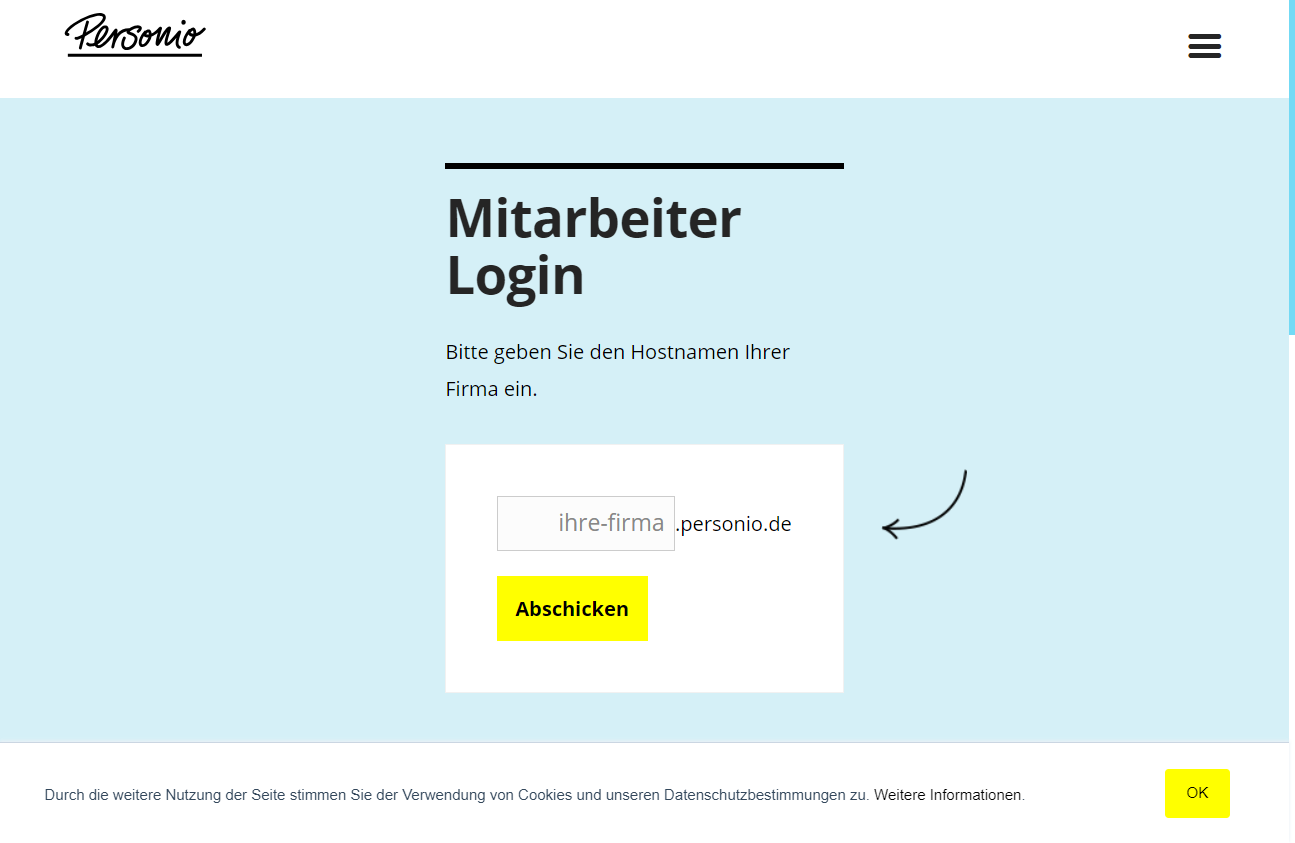 Personio
Mitarbeiter
Login
Bitte geben Sie den Hostnamen Ihrer
Firma ein.
ihre-firma .personio.de
Abschicken
Durch die weitere Nutzung der Seite stimmen Sie der Verwendung von Cookies und unseren Datenschutzbestimmungen zu. Weitere Informationen.
OK